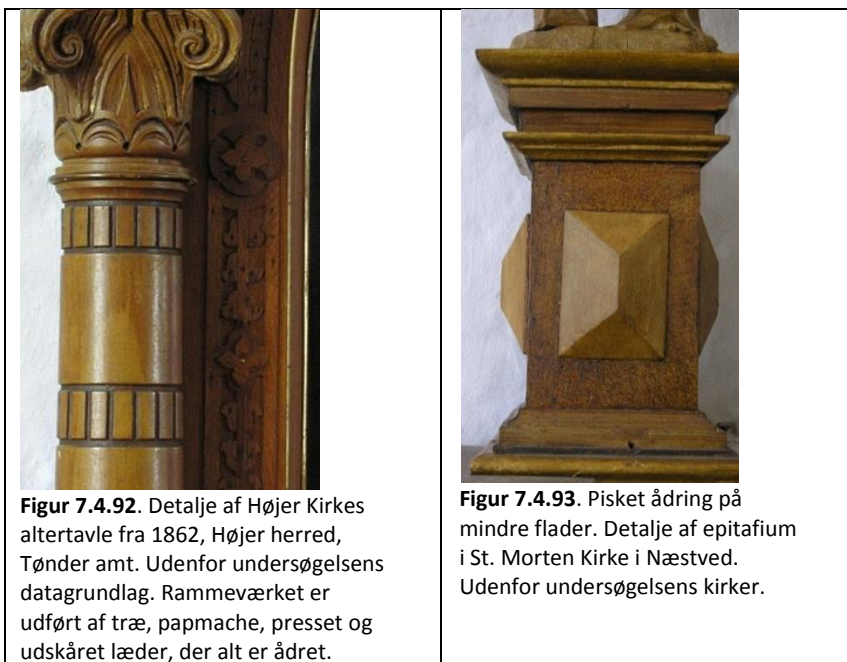 Figur 7.4.92. Detalje af Højer Kirkes
altertavle fra 1862, Højer herred,
Tønder amt. Udenfor undersøgelsens
datagrundlag. Rammeværket er
udført af træ, papmache, presset og
udskåret læder, der alt er ådret.
Figur 7.4.93. Pisket ådring på
mindre flader. Detalje af epitafium
i St. Morten Kirke i Næstved.
Udenfor undersøgelsens kirker.